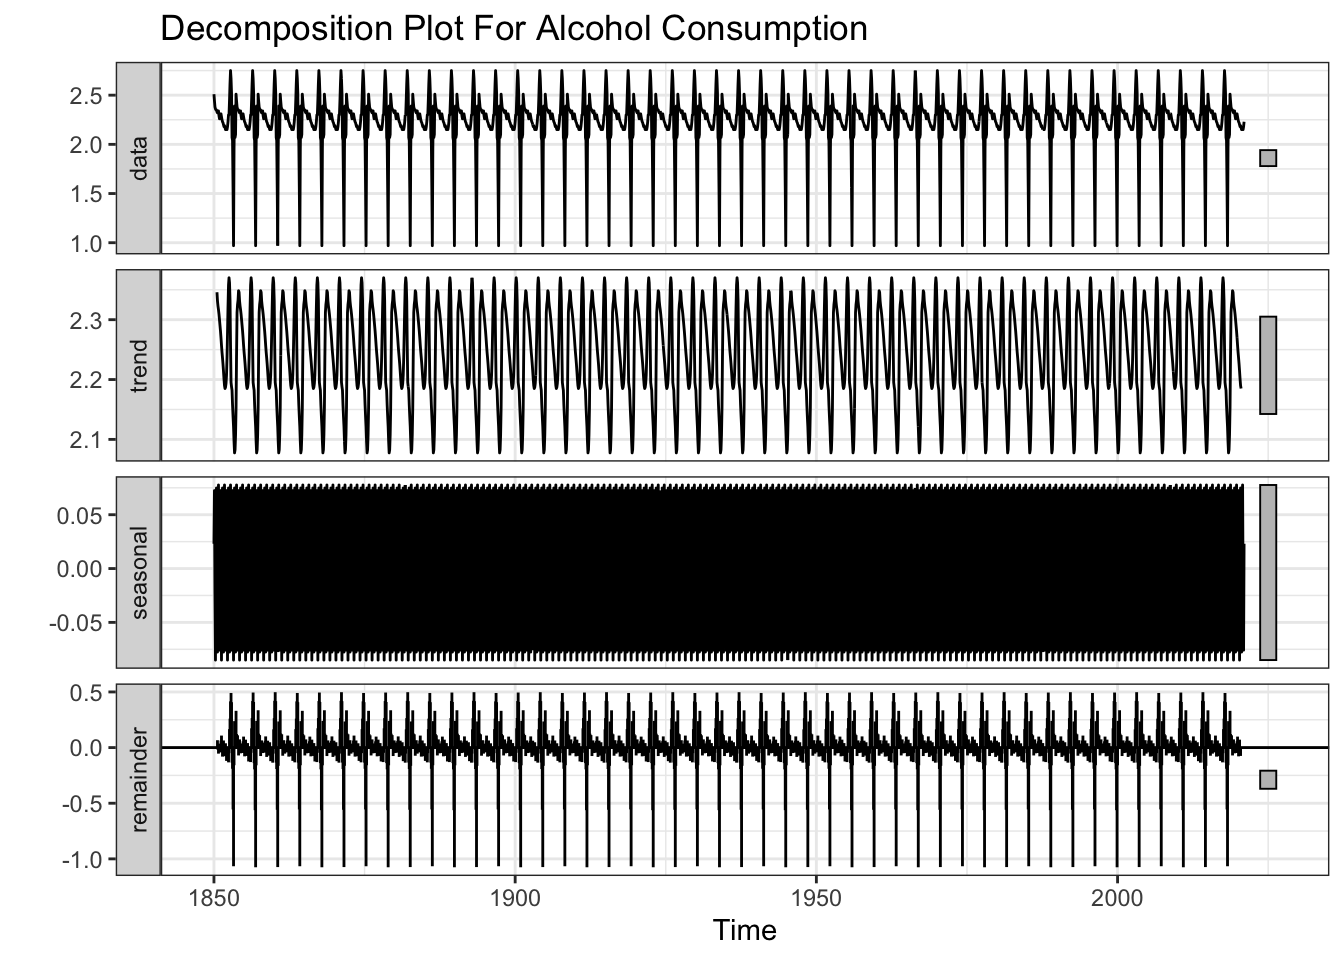 Decomposition Plot For Alcohol Consumption
2.5
2.0
1.5
1.0
data
2.3
2.2
2.1
trend
0.05
0.00
-0.05
seasonal
0.5
0.0
-0.5
-1.0
remainder
1850 1900 1950 2000
Time